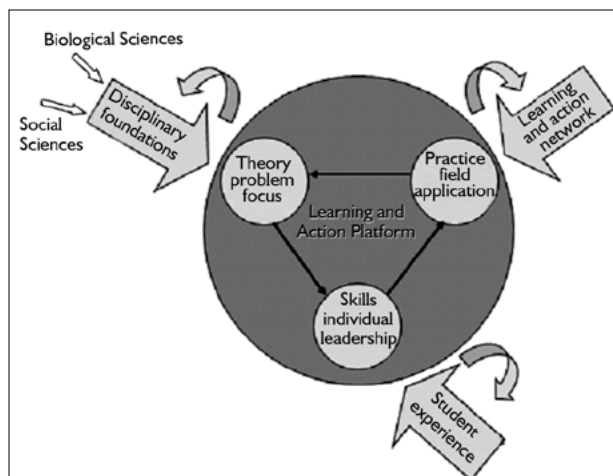 Biological Sciences
Social
Sciences
Disciplinary
foundations
Learning
and action
network
Theory
problem
focus
Practice
field
application
Learning and
Action Platform
Skills
individual
leadership
Student
experience